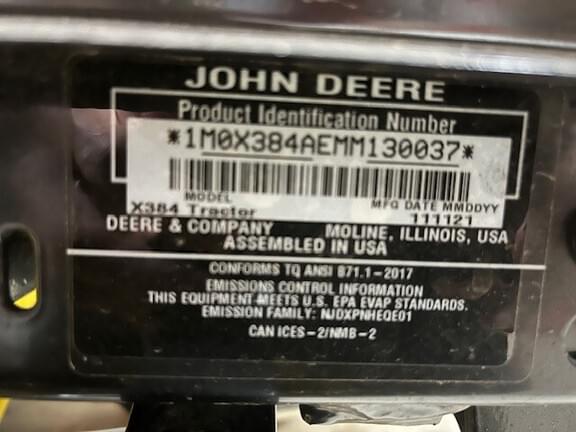 JOHN DEERE
Product Identification Number
*1M0X384AEMM130037*
MODEL MFG DATE MMDDYY
X384 Tractor 111121
DEERE & COMPANY MOLINE, ILLINOIS, USA
ASSEMBLED IN USA
CONFORMS TO ANSI B71.1-2017
EMISSIONS CONTROL INFORMATION
THIS EQUIPMENT MEETS U.S. EPA EVAP STANDARDS.
EMISSION FAMILY: NJDXPNHEQE01
CAN ICES-2/NMB-2